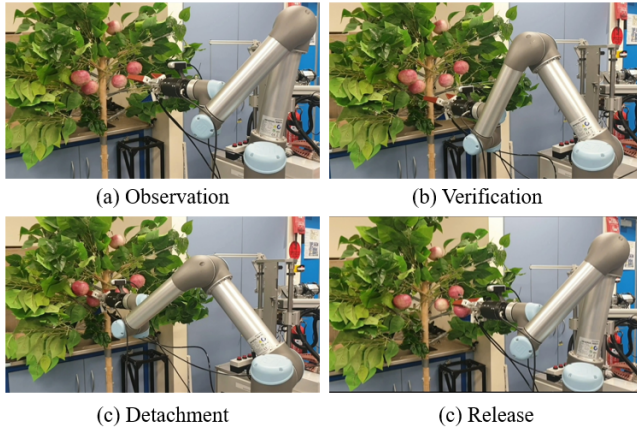 (a) Observation
(b) Verification
(c) Detachment
(c) Release